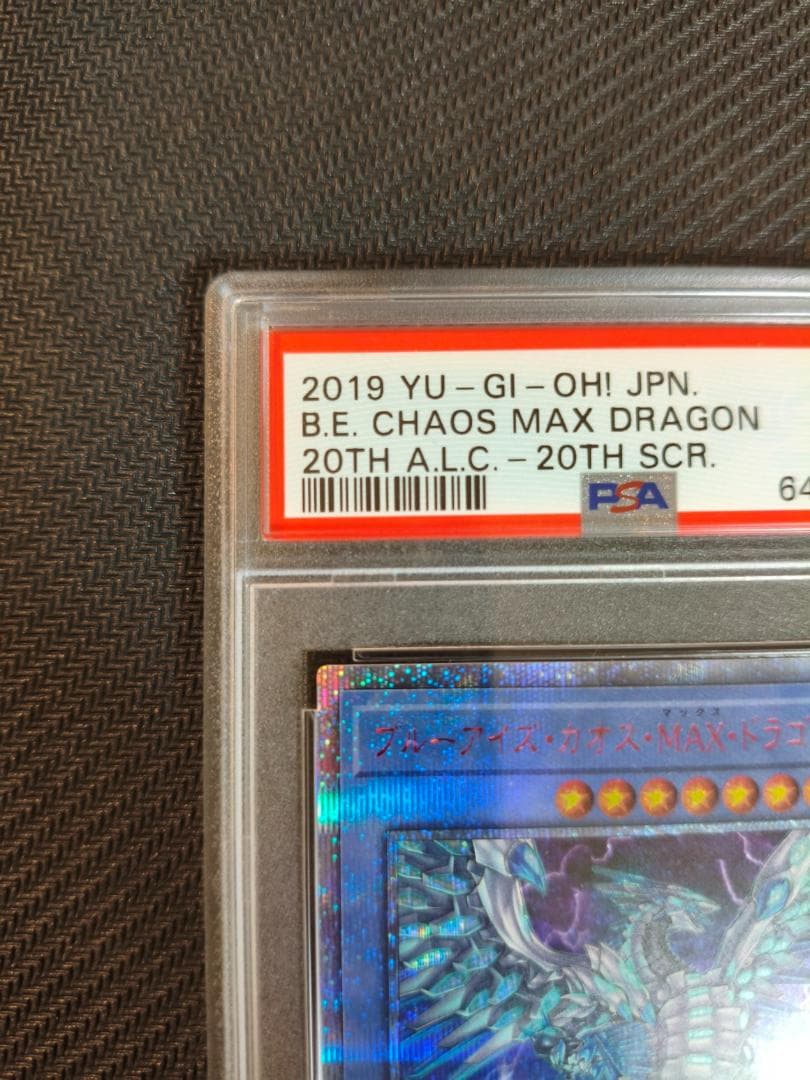 2019 YU-GI-OH! JPN.
B.E. CHAOS MAX DRAGON
20TH A.L.C. - 20TH SCR.
PSA
64
マックス
ブルーアイズ・カオス・MAX・ドラゴ